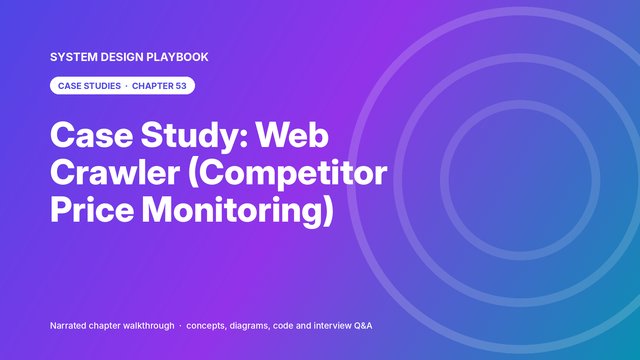 SYSTEM DESIGN PLAYBOOK
CASE STUDIES · CHAPTER 53
Case Study: Web
Crawler (Competitor
Price Monitoring)
Narrated chapter walkthrough · concepts, diagrams, code and interview Q&A